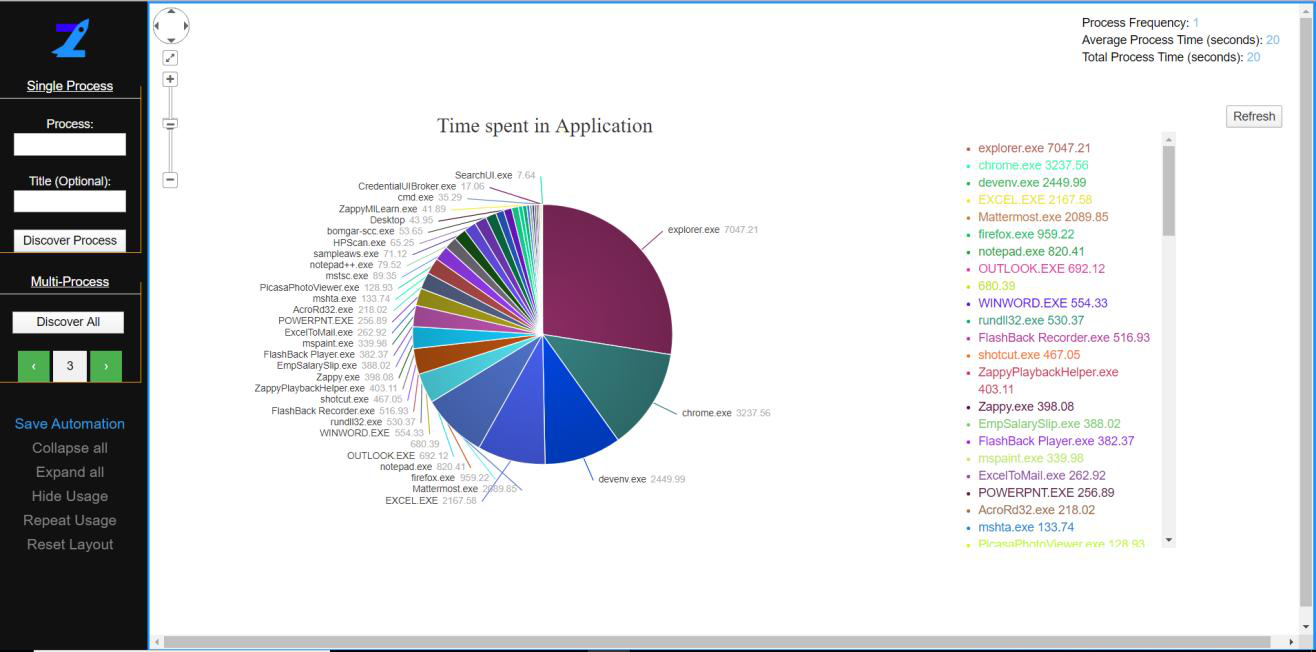 Single Process
Process:
Title (Optional):
Discover Process
Multi-Process
Discover All
‹ 3 ›
Save Automation
Collapse all
Expand all
Hide Usage
Repeat Usage
Reset Layout
Process Frequency: 1
Average Process Time (seconds): 20
Total Process Time (seconds): 20
Refresh
Time spent in Application
SearchUI.exe 7.64
CredentialUIBroker.exe 17.06
cmd.exe 35.29
ZappyMlLearn.exe 41.89
Desktop 43.95
bomgar-scc.exe 53.65
HPScan.exe 65.25
sampleaws.exe 71.12
notepad++.exe 79.52
mstsc.exe 89.35
PicasaPhotoViewer.exe 128.93
mshta.exe 133.74
AcroRd32.exe 218.02
POWERPNT.EXE 256.89
ExcelToMail.exe 262.92
mspaint.exe 339.98
FlashBack Player.exe 382.37
EmpSalarySlip.exe 388.02
Zappy.exe 398.08
ZappyPlaybackHelper.exe 403.11
shotcut.exe 467.05
FlashBack Recorder.exe 516.93
rundll32.exe 530.37
WINWORD.EXE 554.33
680.39
OUTLOOK.EXE 692.12
notepad.exe 820.41
firefox.exe 959.22
Mattermost.exe 2089.85
EXCEL.EXE 2167.58
explorer.exe 7047.21
chrome.exe 3237.56
devenv.exe 2449.99
explorer.exe 7047.21
chrome.exe 3237.56
devenv.exe 2449.99
EXCEL.EXE 2167.58
Mattermost.exe 2089.85
firefox.exe 959.22
notepad.exe 820.41
OUTLOOK.EXE 692.12
680.39
WINWORD.EXE 554.33
rundll32.exe 530.37
FlashBack Recorder.exe 516.93
shotcut.exe 467.05
ZappyPlaybackHelper.exe
403.11
Zappy.exe 398.08
EmpSalarySlip.exe 388.02
FlashBack Player.exe 382.37
mspaint.exe 339.98
ExcelToMail.exe 262.92
POWERPNT.EXE 256.89
AcroRd32.exe 218.02
mshta.exe 133.74
PicasaPhotoViewer.exe 128.93